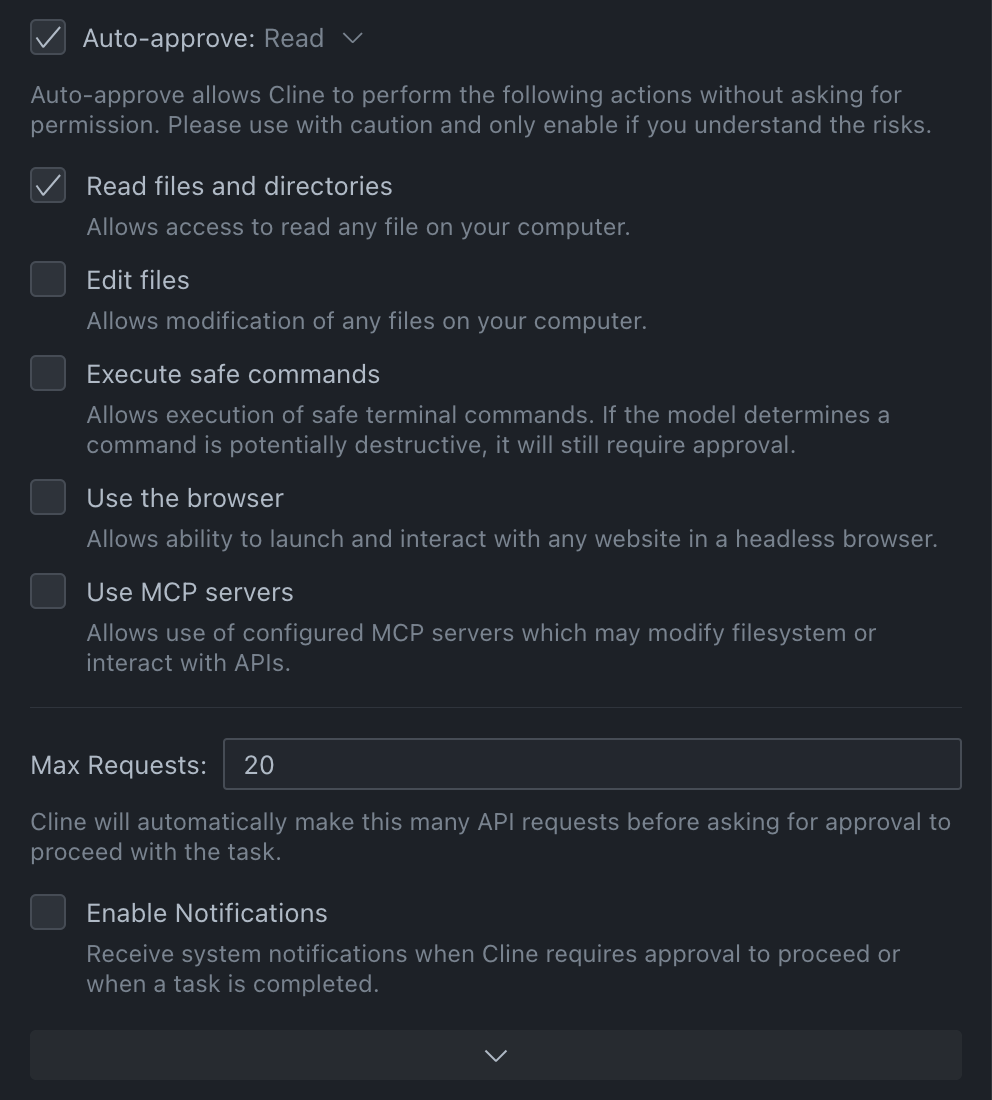 Auto-approve: Read
Auto-approve allows Cline to perform the following actions without asking for
permission. Please use with caution and only enable if you understand the risks.
Read files and directories
Allows access to read any file on your computer.
Edit files
Allows modification of any files on your computer.
Execute safe commands
Allows execution of safe terminal commands. If the model determines a
command is potentially destructive, it will still require approval.
Use the browser
Allows ability to launch and interact with any website in a headless browser.
Use MCP servers
Allows use of configured MCP servers which may modify filesystem or
interact with APIs.
Max Requests: 20
Cline will automatically make this many API requests before asking for approval to
proceed with the task.
Enable Notifications
Receive system notifications when Cline requires approval to proceed or
when a task is completed.